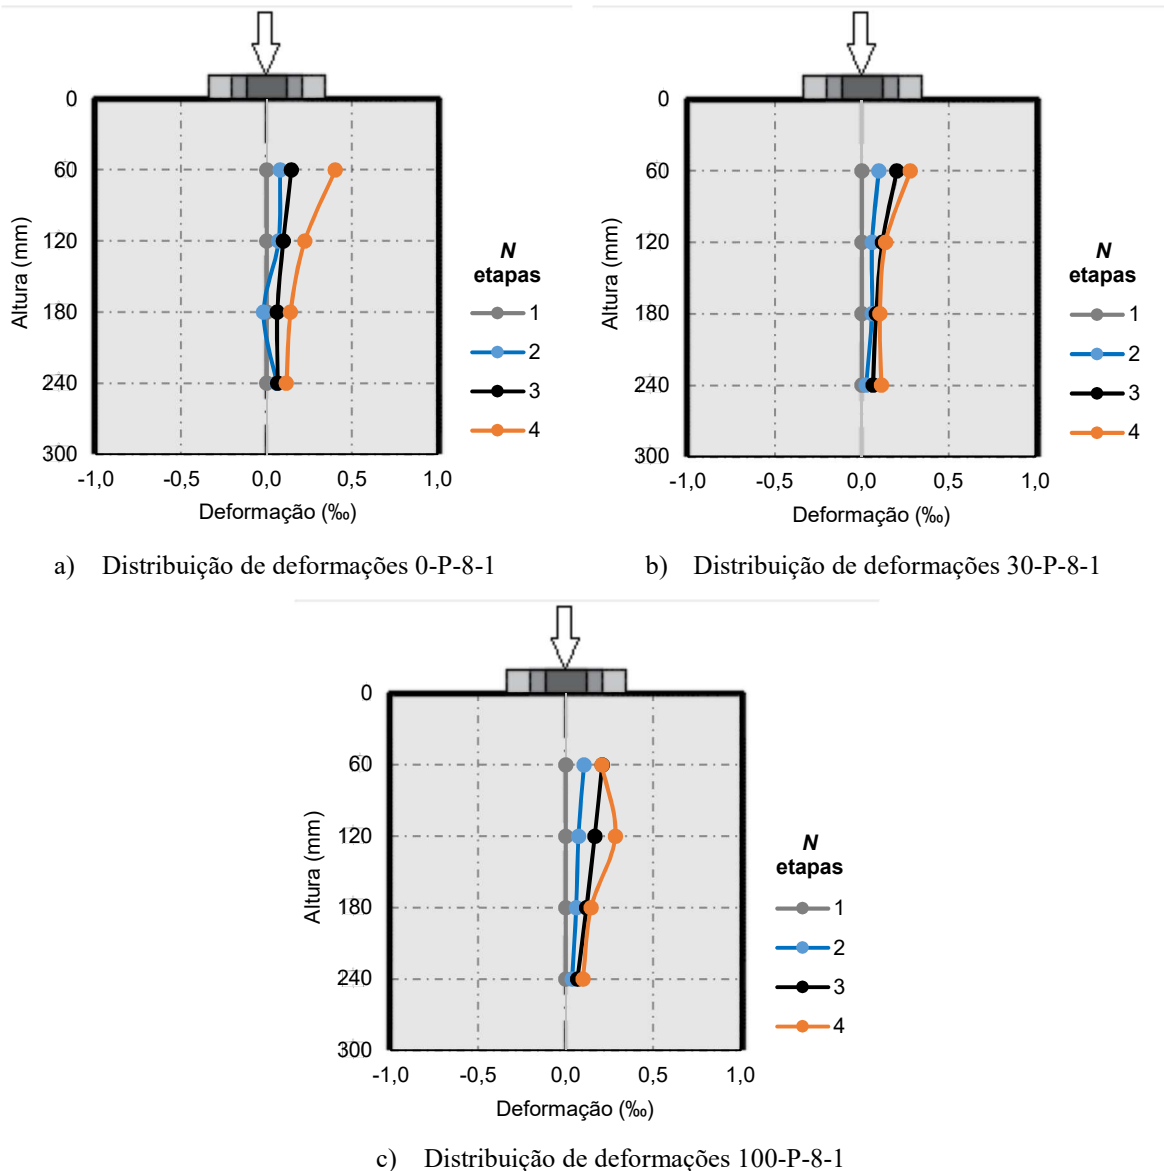 0
60
120
180
240
300
Altura (mm)
-1,0 -0,5 0,0 0,5 1,0
Deformação (‰)
N
etapas
1
2
3
4
a) Distribuição de deformações 0-P-8-1
0
60
120
180
240
300
Altura (mm)
-1,0 -0,5 0,0 0,5 1,0
Deformação (‰)
N
etapas
1
2
3
4
b) Distribuição de deformações 30-P-8-1
0
60
120
180
240
300
Altura (mm)
-1,0 -0,5 0,0 0,5 1,0
Deformação (‰)
N
etapas
1
2
3
4
c) Distribuição de deformações 100-P-8-1